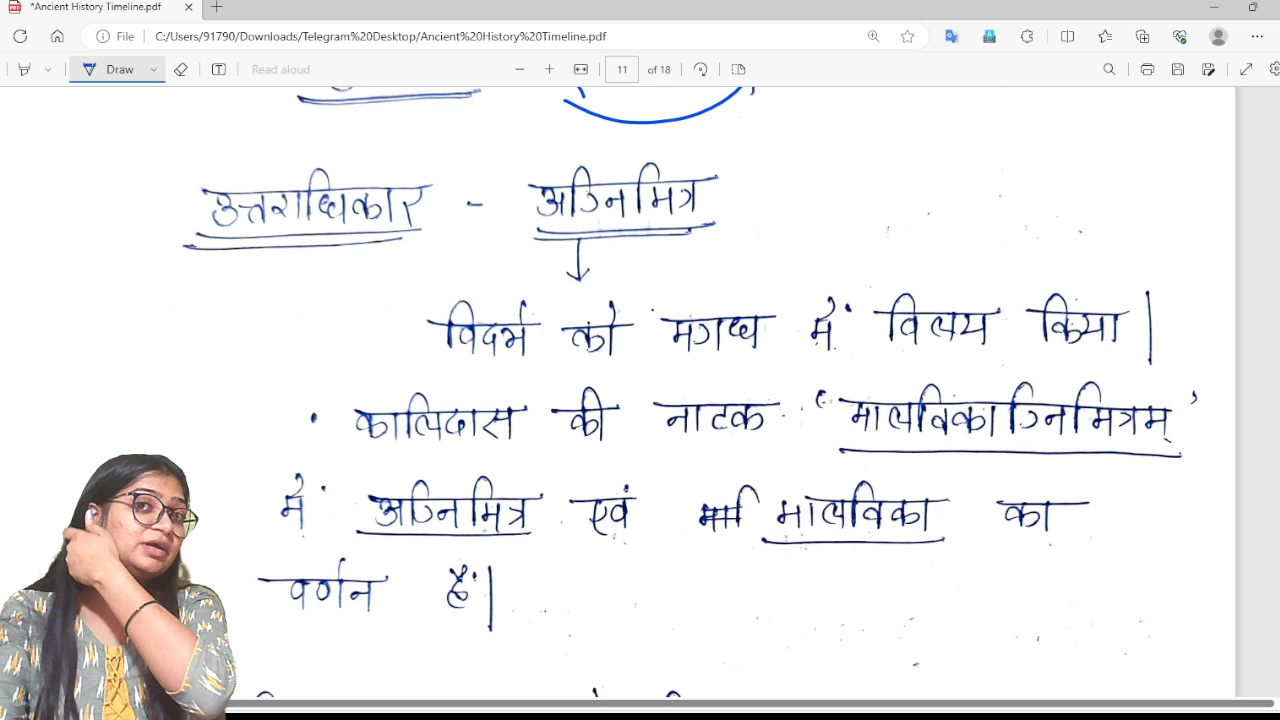 *Ancient History Timeline.pdf
File C:/Users/91790/Downloads/Telegram%20Desktop/Ancient%20History%20Timeline.pdf
Draw Read aloud 11 of 18
उत्तराधिकार - अग्निमित्र
विदर्भ को मगध में विलय किया|
• कालिदास की नाटक 'मालविकाग्निमित्रम्'
में अग्निमित्र एवं मालविका का
वर्णन हैं|